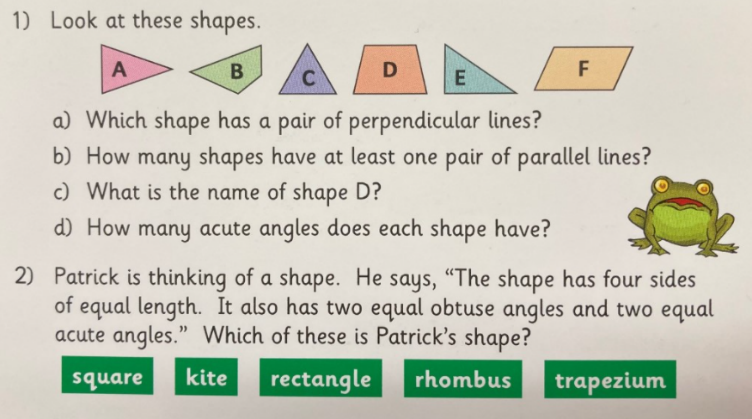 1) Look at these shapes.
A B C D E F
a) Which shape has a pair of perpendicular lines?
b) How many shapes have at least one pair of parallel lines?
c) What is the name of shape D?
d) How many acute angles does each shape have?
2) Patrick is thinking of a shape. He says, “The shape has four sides
of equal length. It also has two equal obtuse angles and two equal
acute angles.” Which of these is Patrick’s shape?
square kite rectangle rhombus trapezium